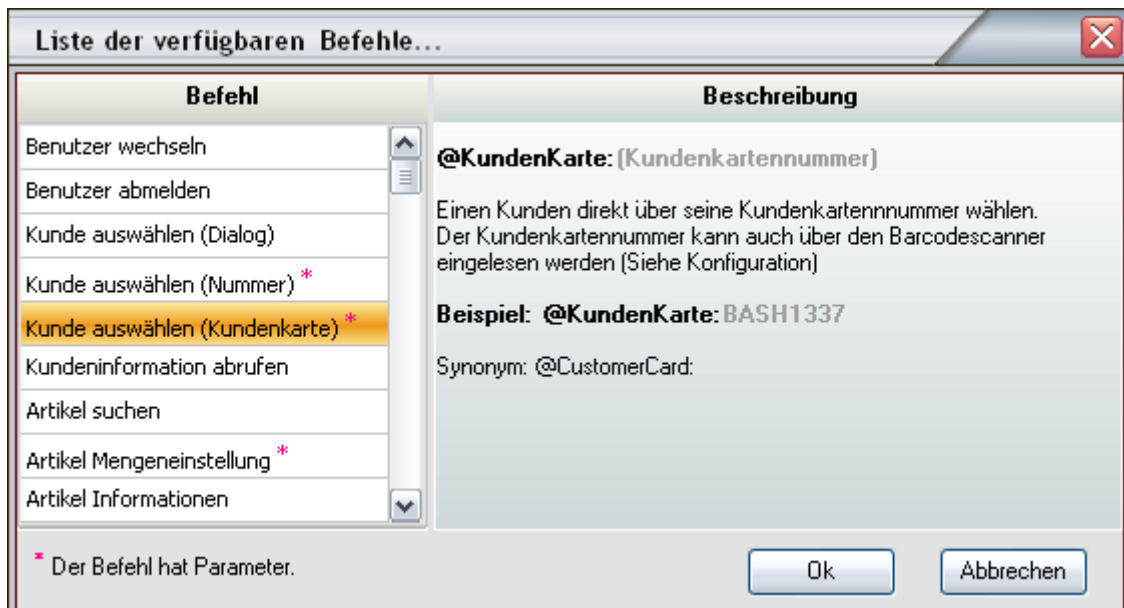 Liste der verfügbaren Befehle...
Befehl
Benutzer wechseln
Benutzer abmelden
Kunde auswählen (Dialog)
Kunde auswählen (Nummer) *
Kunde auswählen (Kundenkarte) *
Kundeninformation abrufen
Artikel suchen
Artikel Mengeneinstellung *
Artikel Informationen
Beschreibung
@KundenKarte: (Kundenkartennummer)
Einen Kunden direkt über seine Kundenkartennnummer wählen.
Der Kundenkartennummer kann auch über den Barcodescanner
eingelesen werden (Siehe Konfiguration)
Beispiel: @KundenKarte: BASH1337
Synonym: @CustomerCard:
* Der Befehl hat Parameter.
Ok
Abbrechen